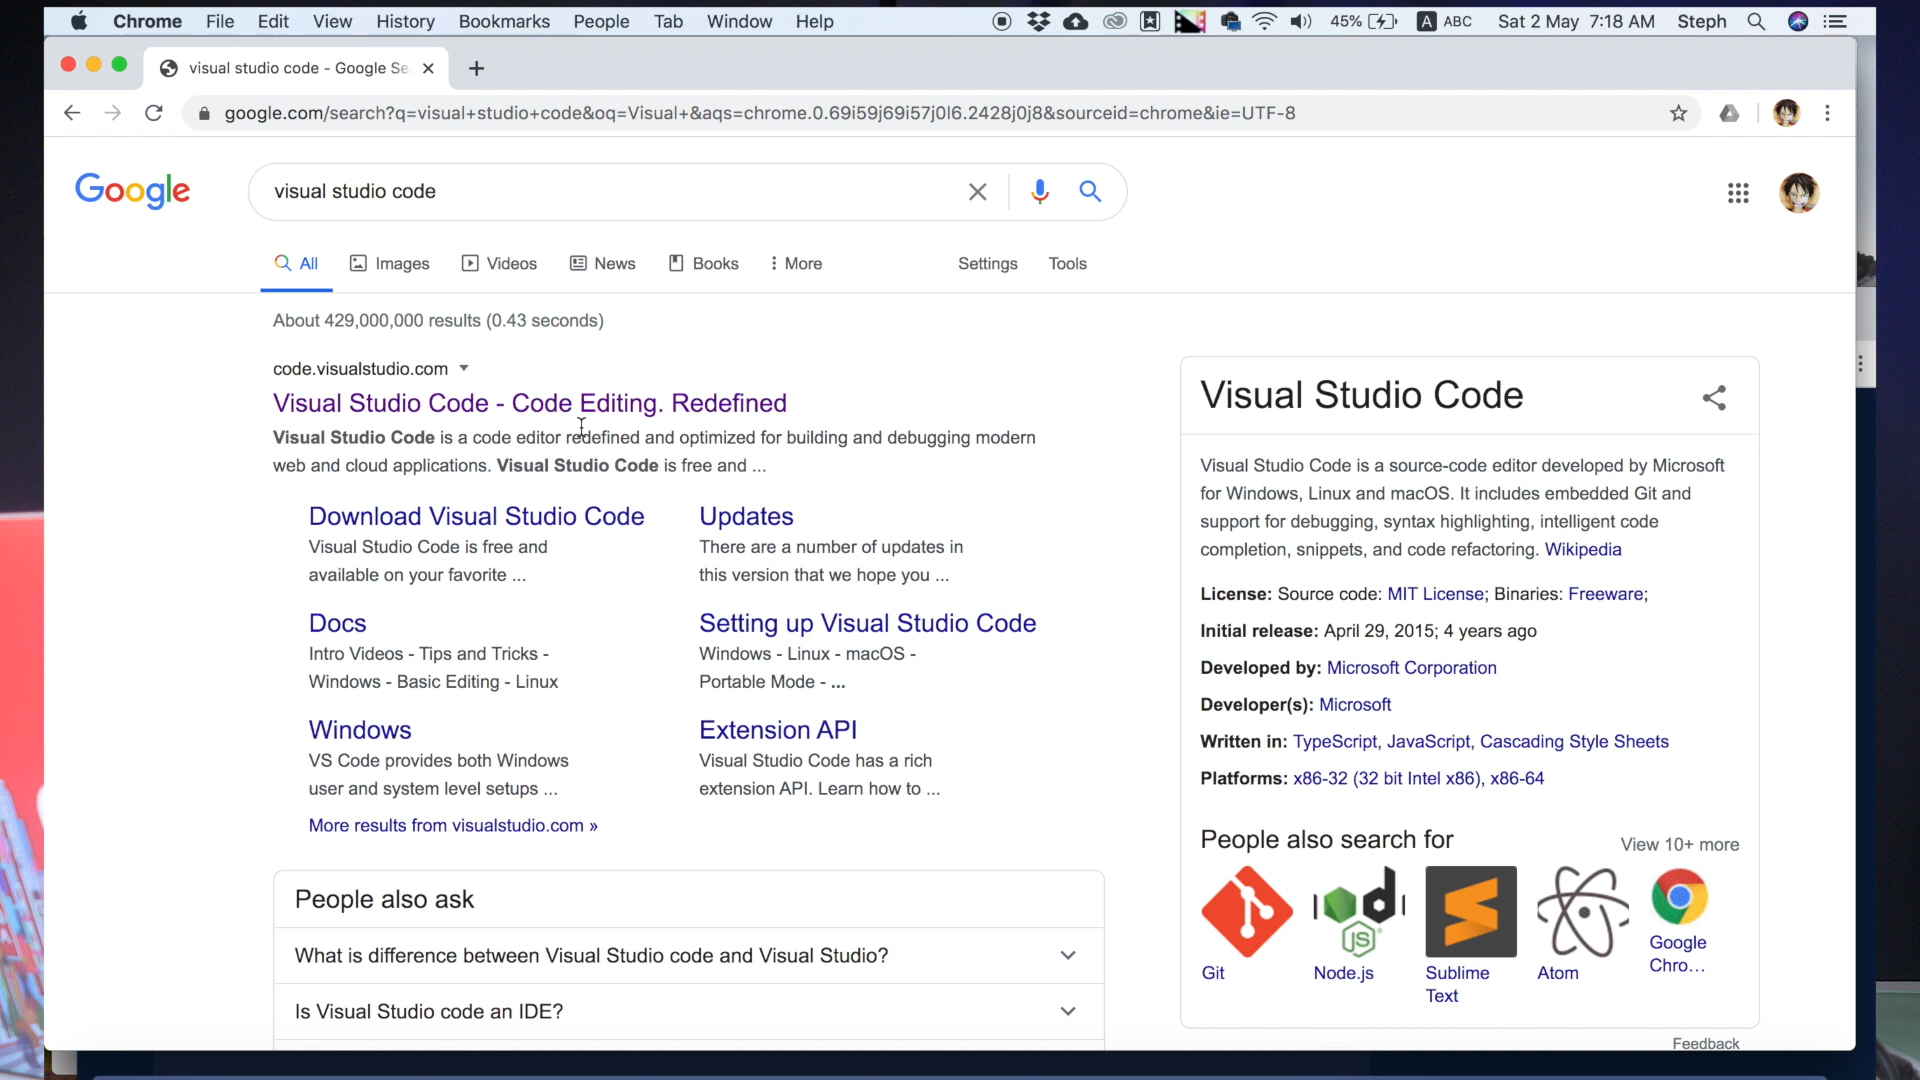 Chrome File Edit View History Bookmarks People Tab Window Help 45% A ABC Sat 2 May 7:18 AM Steph
visual studio code - Google Se
google.com/search?q=visual+studio+code&oq=Visual+&aqs=chrome.0.69i59j69i57j0l6.2428j0j8&sourceid=chrome&ie=UTF-8
Google
visual studio code
All Images Videos News Books More Settings Tools
About 429,000,000 results (0.43 seconds)
code.visualstudio.com
Visual Studio Code - Code Editing. Redefined
Visual Studio Code is a code editor redefined and optimized for building and debugging modern
web and cloud applications. Visual Studio Code is free and ...
Download Visual Studio Code
Visual Studio Code is free and
available on your favorite ...
Updates
There are a number of updates in
this version that we hope you ...
Docs
Intro Videos - Tips and Tricks -
Windows - Basic Editing - Linux
Setting up Visual Studio Code
Windows - Linux - macOS -
Portable Mode - ...
Windows
VS Code provides both Windows
user and system level setups ...
Extension API
Visual Studio Code has a rich
extension API. Learn how to ...
More results from visualstudio.com »
People also ask
What is difference between Visual Studio code and Visual Studio?
Is Visual Studio code an IDE?
Visual Studio Code
Visual Studio Code is a source-code editor developed by Microsoft
for Windows, Linux and macOS. It includes embedded Git and
support for debugging, syntax highlighting, intelligent code
completion, snippets, and code refactoring. Wikipedia
License: Source code: MIT License; Binaries: Freeware;
Initial release: April 29, 2015; 4 years ago
Developed by: Microsoft Corporation
Developer(s): Microsoft
Written in: TypeScript, JavaScript, Cascading Style Sheets
Platforms: x86-32 (32 bit Intel x86), x86-64
People also search for
View 10+ more
Git
Node.js
Sublime
Text
Atom
Google
Chro...
Feedback